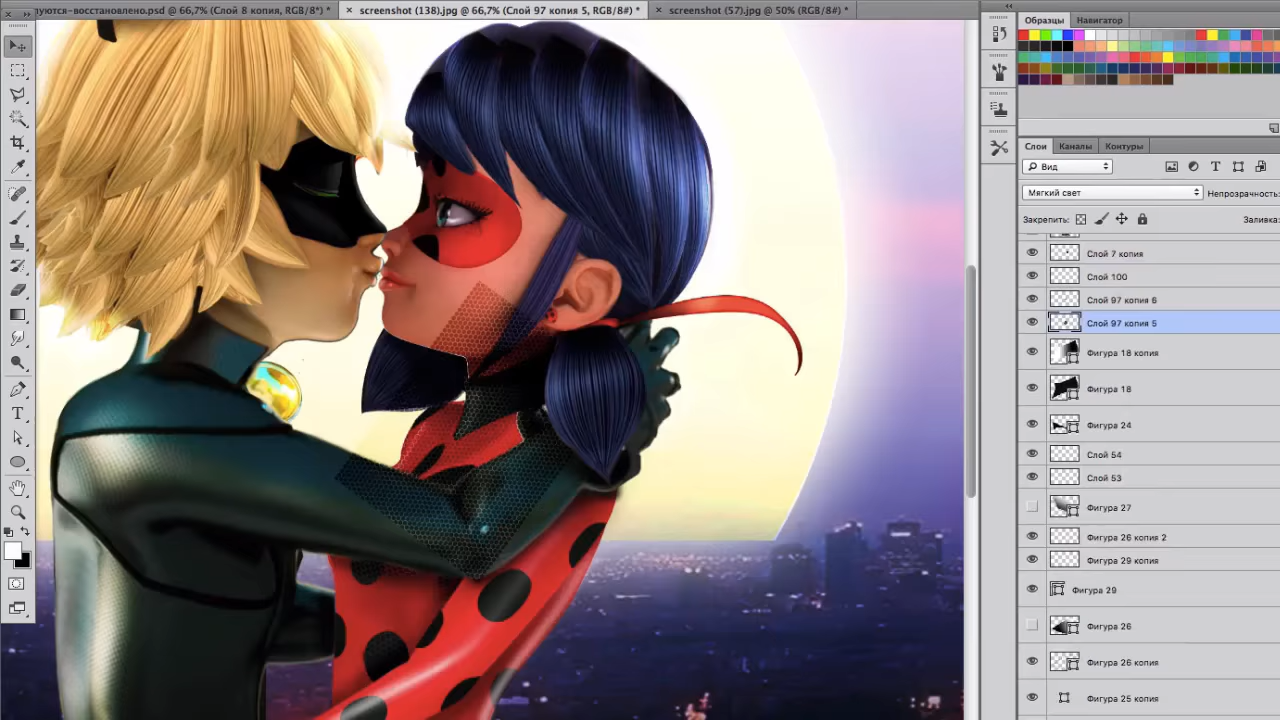 уются-восстановлено.psd @ 66,7% (Слой 8 копия, RGB/8*) *
screenshot (138).jpg @ 66,7% (Слой 97 копия 5, RGB/8#) *
screenshot (57).jpg @ 50% (RGB/8#) *
Образцы
Навигатор
Слои
Каналы
Контуры
Вид
Мягкий свет
Непрозрачность:
Закрепить:
Заливка
Слой 7 копия
Слой 100
Слой 97 копия 6
Слой 97 копия 5
Фигура 18 копия
Фигура 18
Фигура 24
Слой 54
Слой 53
Фигура 27
Фигура 26 копия 2
Фигура 29 копия
Фигура 29
Фигура 26
Фигура 26 копия
Фигура 25 копия